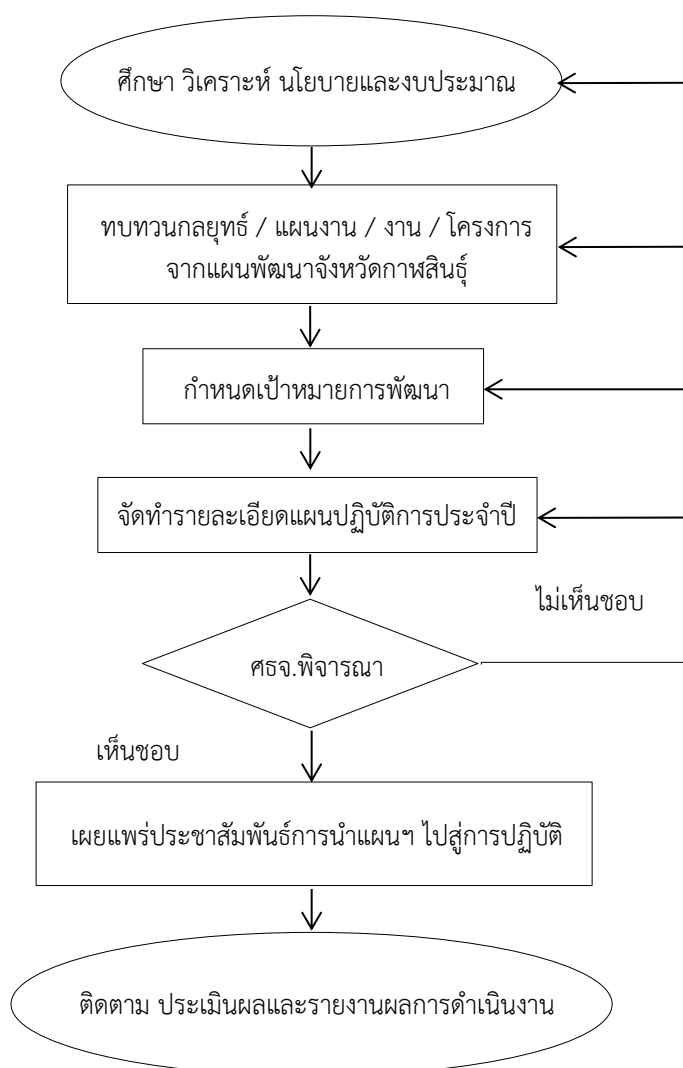 ศึกษา วิเคราะห์ นโยบายและงบประมาณ
ทบทวนกลยุทธ์ / แผนงาน / งาน / โครงการ
จากแผนพัฒนาจังหวัดกาฬสินธุ์
กำหนดเป้าหมายการพัฒนา
จัดทำรายละเอียดแผนปฏิบัติการประจำปี
ไม่เห็นชอบ
ศธจ.พิจารณา
เห็นชอบ
เผยแพร่ประชาสัมพันธ์การนำแผนฯ ไปสู่การปฏิบัติ
ติดตาม ประเมินผลและรายงานผลการดำเนินงาน